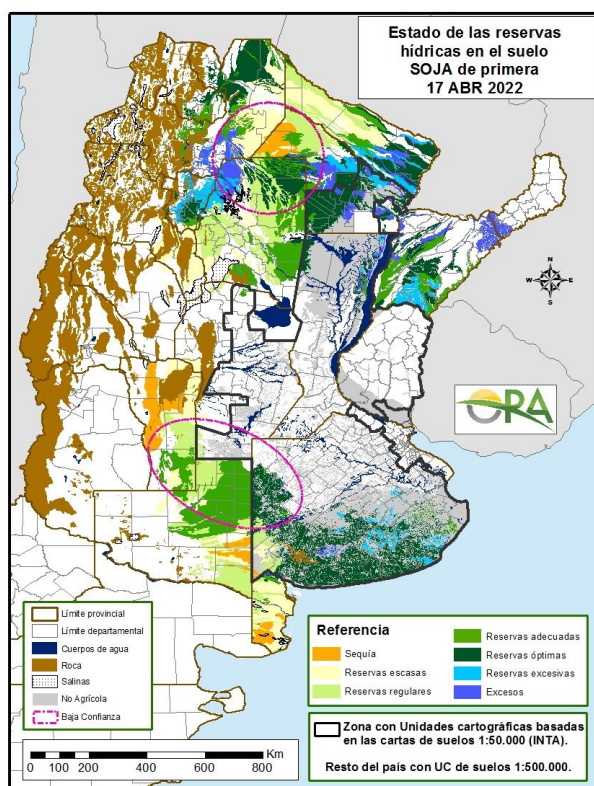 Estado de las reservas
hídricas en el suelo
SOJA de primera
17 ABR 2022
N
W
E
S
ORA
Límite provincial
Límite departamental
Cuerpos de agua
Roca
Salinas
No Agrícola
Baja Confianza
Referencia
Sequía
Reservas escasas
Reservas regulares
Reservas adecuadas
Reservas óptimas
Reservas excesivas
Excesos
Zona con Unidades cartográficas basadas
en las cartas de suelos 1:50.000 (INTA).
Resto del país con UC de suelos 1:500.000.
Km
0 100 200 400 600 800